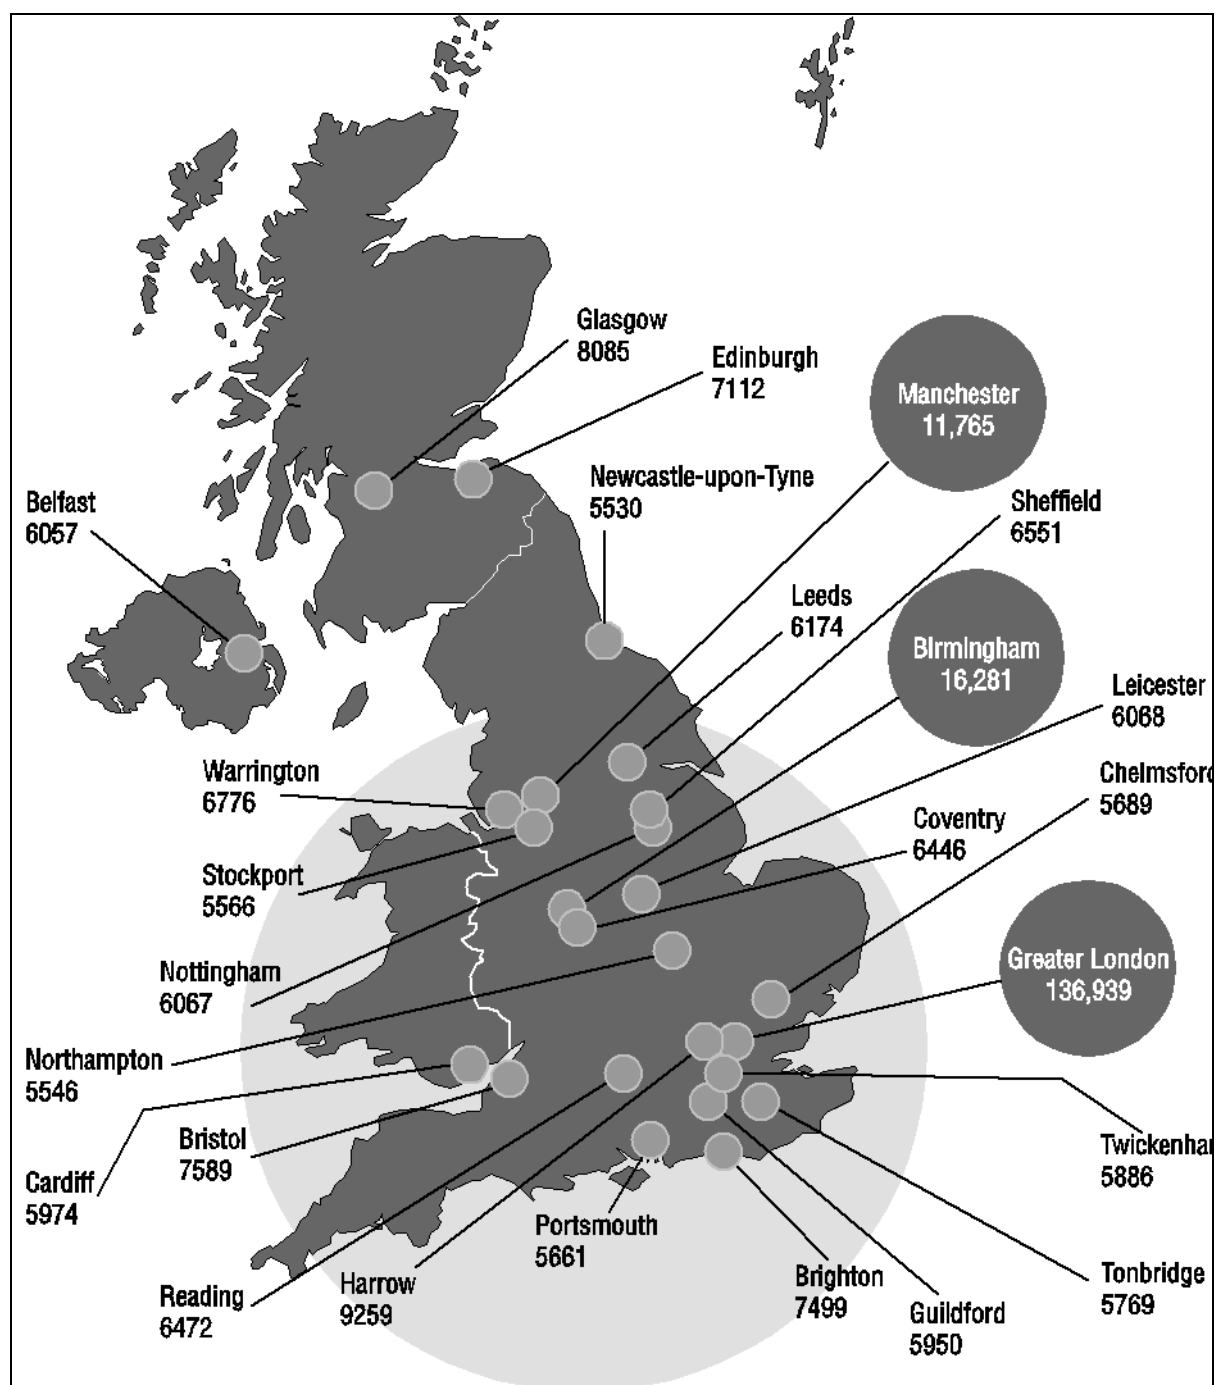 Glasgow
8085
Edinburgh
7112
Manchester
11,765
Newcastle-upon-Tyne
5530
Belfast
6057
Sheffield
6551
Leeds
6174
Birmingham
16,281
Leicester
6068
Warrington
6776
Chelmsford
5689
Coventry
6446
Stockport
5566
Nottingham
6067
Greater London
136,939
Northampton
5546
Bristol
7589
Cardiff
5974
Twickenhar
5886
Portsmouth
5661
Harrow
9259
Reading
6472
Brighton
7499
Tonbridge
5769
Guildford
5950